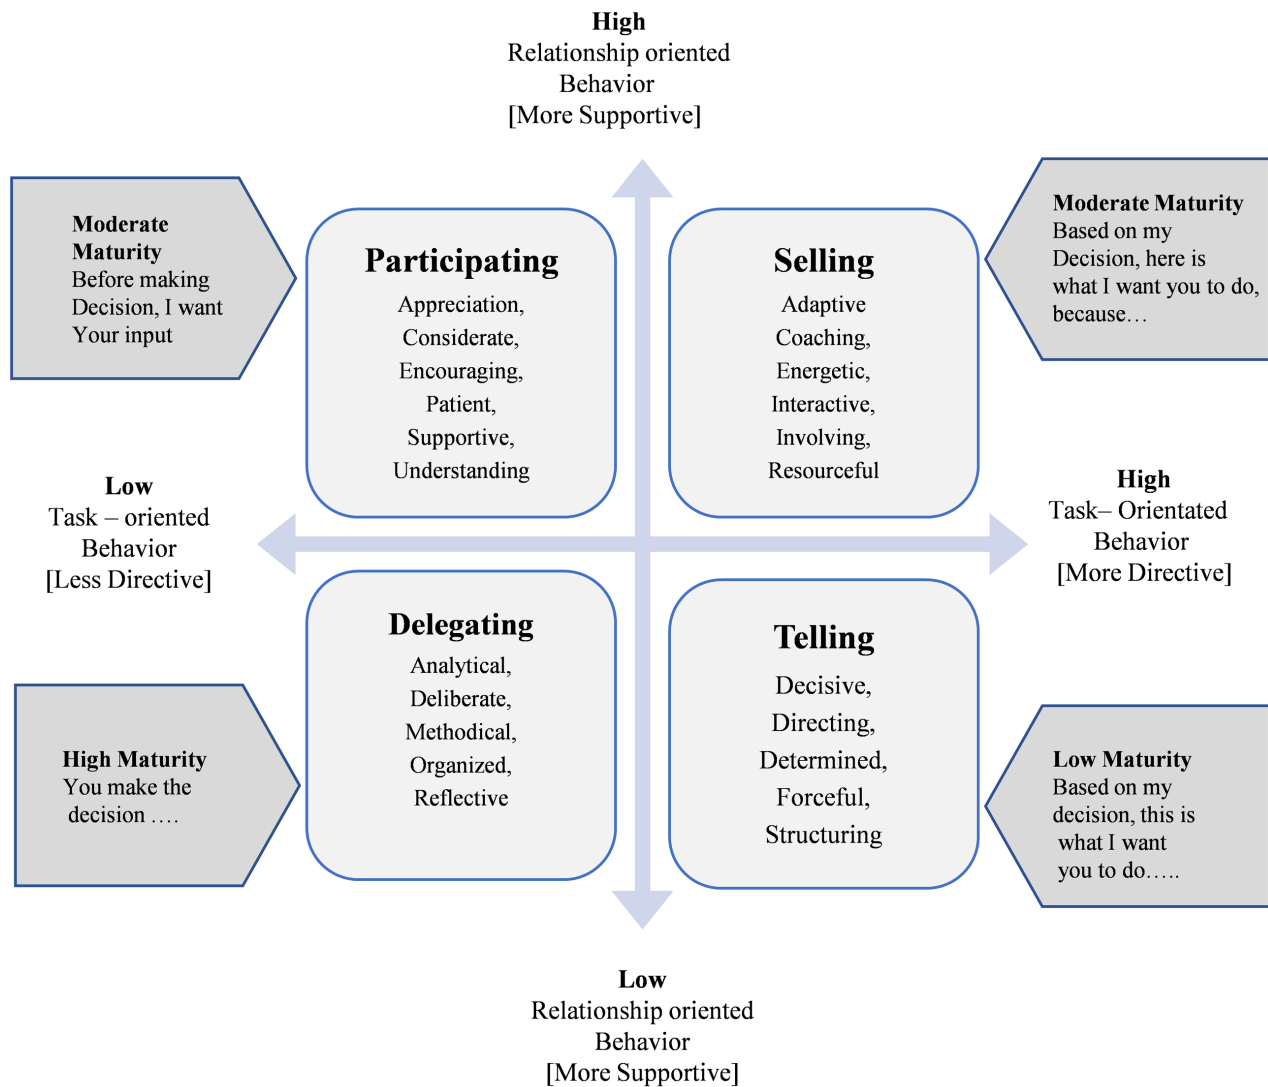 High
Relationship oriented
Behavior
[More Supportive]
Moderate
Maturity
Before making
Decision, I want
Your input
Participating
Appreciation,
Considerate,
Encouraging,
Patient,
Supportive,
Understanding
Selling
Adaptive
Coaching,
Energetic,
Interactive,
Involving,
Resourceful
Moderate Maturity
Based on my
Decision, here is
what I want you to do,
because…
Low
Task – oriented
Behavior
[Less Directive]
High
Task– Orientated
Behavior
[More Directive]
High Maturity
You make the
decision ….
Delegating
Analytical,
Deliberate,
Methodical,
Organized,
Reflective
Telling
Decisive,
Directing,
Determined,
Forceful,
Structuring
Low Maturity
Based on my
decision, this is
what I want
you to do…..
Low
Relationship oriented
Behavior
[More Supportive]